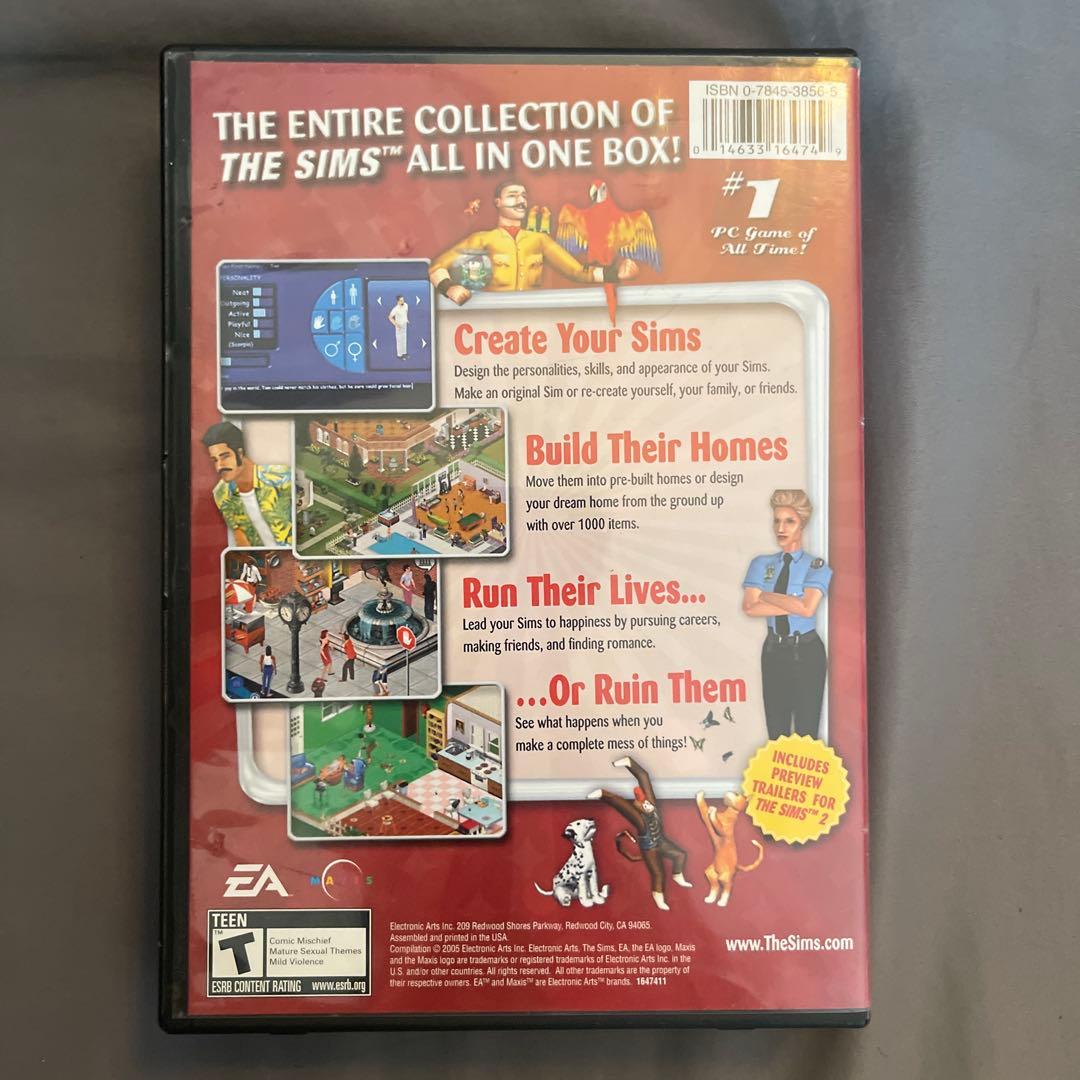 THE ENTIRE COLLECTION OF
THE SIMS™ ALL IN ONE BOX!
ISBN 0-7845-3856-5
0 14633 16474 9
#1
PC Game of
All Time!
PERSONALITY
Neat
Outgoing
Active
Playful
Nice
(Scorpio)
Create Your Sims
Design the personalities, skills, and appearance of your Sims.
Make an original Sim or re-create yourself, your family, or friends.
Build Their Homes
Move them into pre-built homes or design
your dream home from the ground up
with over 1000 items.
Run Their Lives...
Lead your Sims to happiness by pursuing careers,
making friends, and finding romance.
...Or Ruin Them
See what happens when you
make a complete mess of things!
INCLUDES
PREVIEW
TRAILERS FOR
THE SIMS™ 2
EA
MAXIS
TEEN
T™
Comic Mischief
Mature Sexual Themes
Mild Violence
ESRB CONTENT RATING www.esrb.org
Electronic Arts Inc. 209 Redwood Shores Parkway, Redwood City, CA 94065.
Assembled and printed in the USA.
Compilation © 2005 Electronic Arts Inc. Electronic Arts, The Sims, EA, the EA logo, Maxis
and the Maxis logo are trademarks or registered trademarks of Electronic Arts Inc. in the
U.S. and/or other countries. All rights reserved. All other trademarks are the property of
their respective owners. EA™ and Maxis™ are Electronic Arts™ brands. 1647411
www.TheSims.com